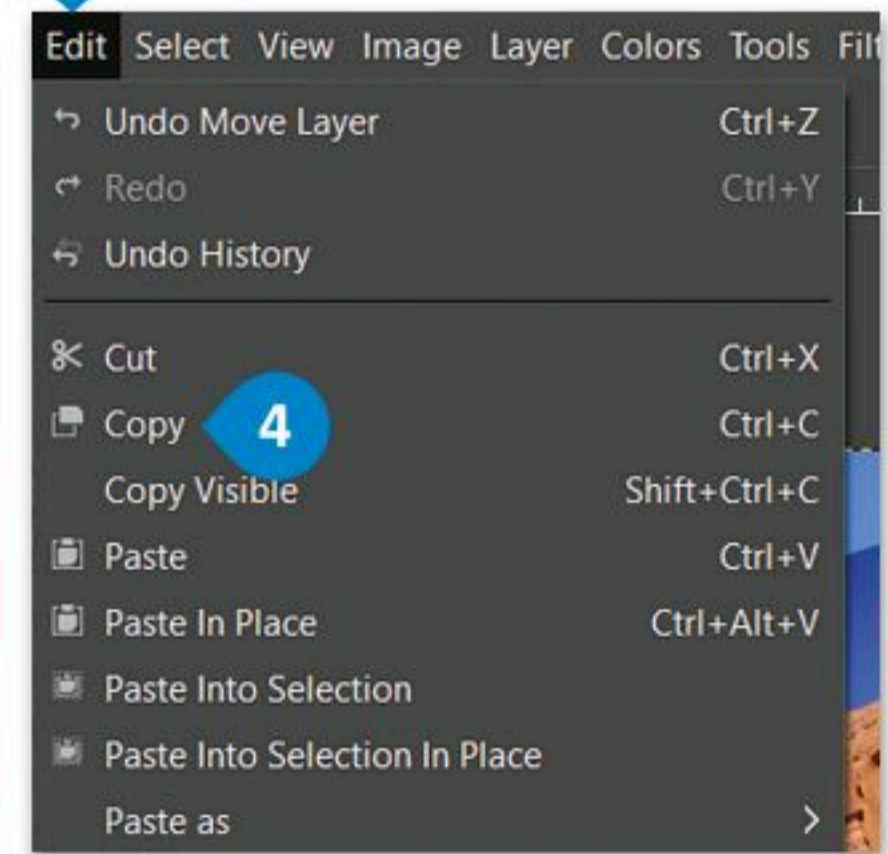 Edit Select View Image Layer Colors Tools Filt
Undo Move Layer Ctrl+Z
Redo Ctrl+Y
Undo History
Cut Ctrl+X
Copy 4 Ctrl+C
Copy Visible Shift+Ctrl+C
Paste Ctrl+V
Paste In Place Ctrl+Alt+V
Paste Into Selection
Paste Into Selection In Place
Paste as